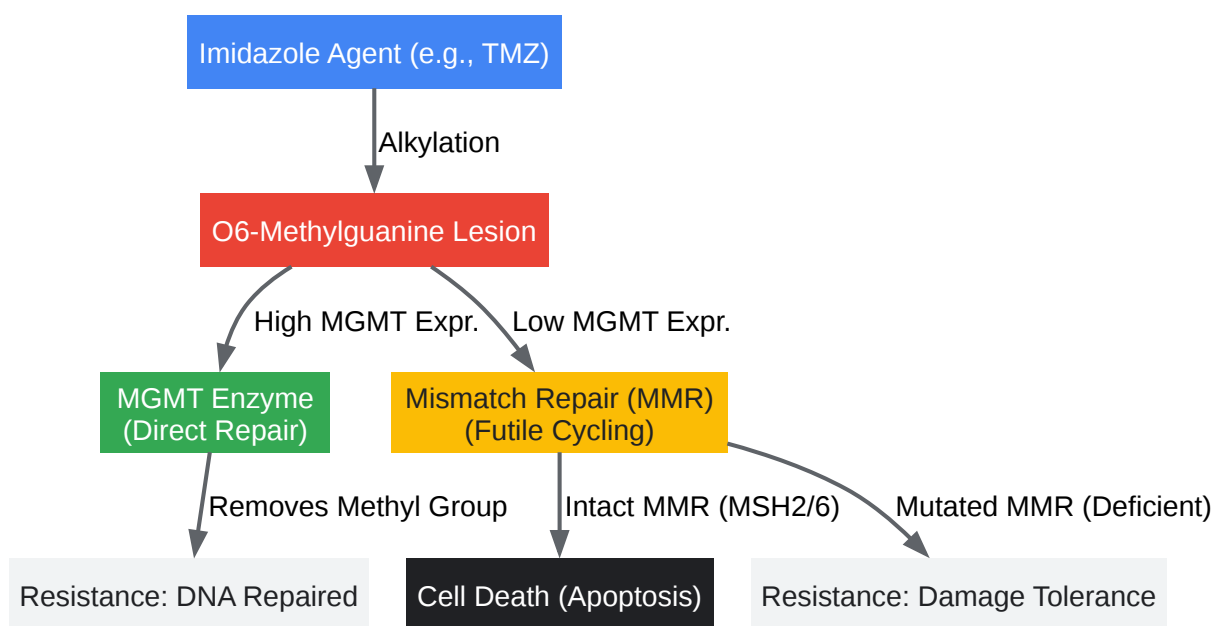 Imidazole Agent (e.g., TMZ)
Alkylation
O6-Methylguanine Lesion
High MGMT Expr.
Low MGMT Expr.
MGMT Enzyme
(Direct Repair)
Mismatch Repair (MMR)
(Futile Cycling)
Removes Methyl Group
Intact MMR (MSH2/6)
Mutated MMR (Deficient)
Resistance: DNA Repaired
Cell Death (Apoptosis)
Resistance: Damage Tolerance